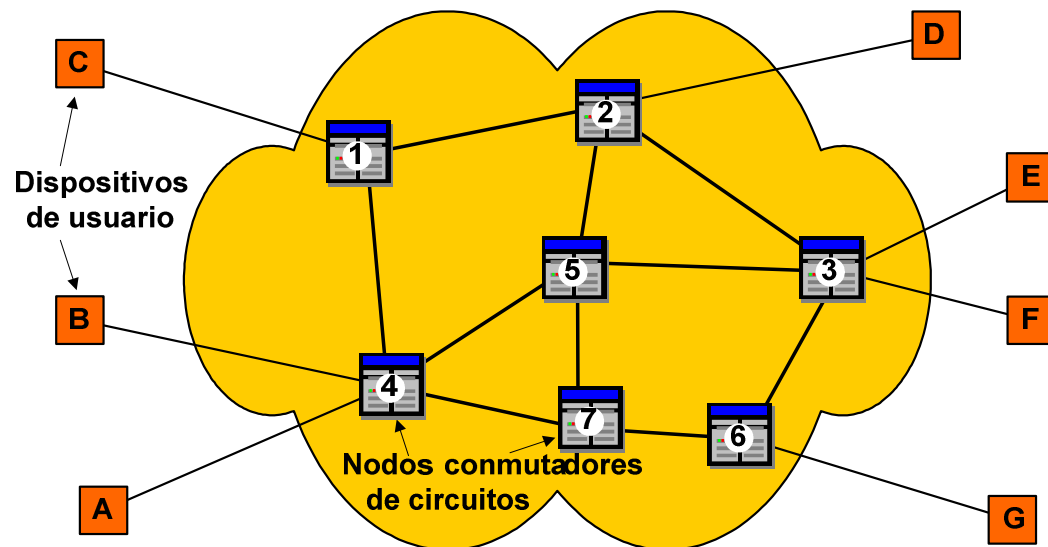 C
D
2
1
Dispositivos
de usuario
E
5
3
B
F
4
7
6
Nodos conmutadores
de circuitos
A
G